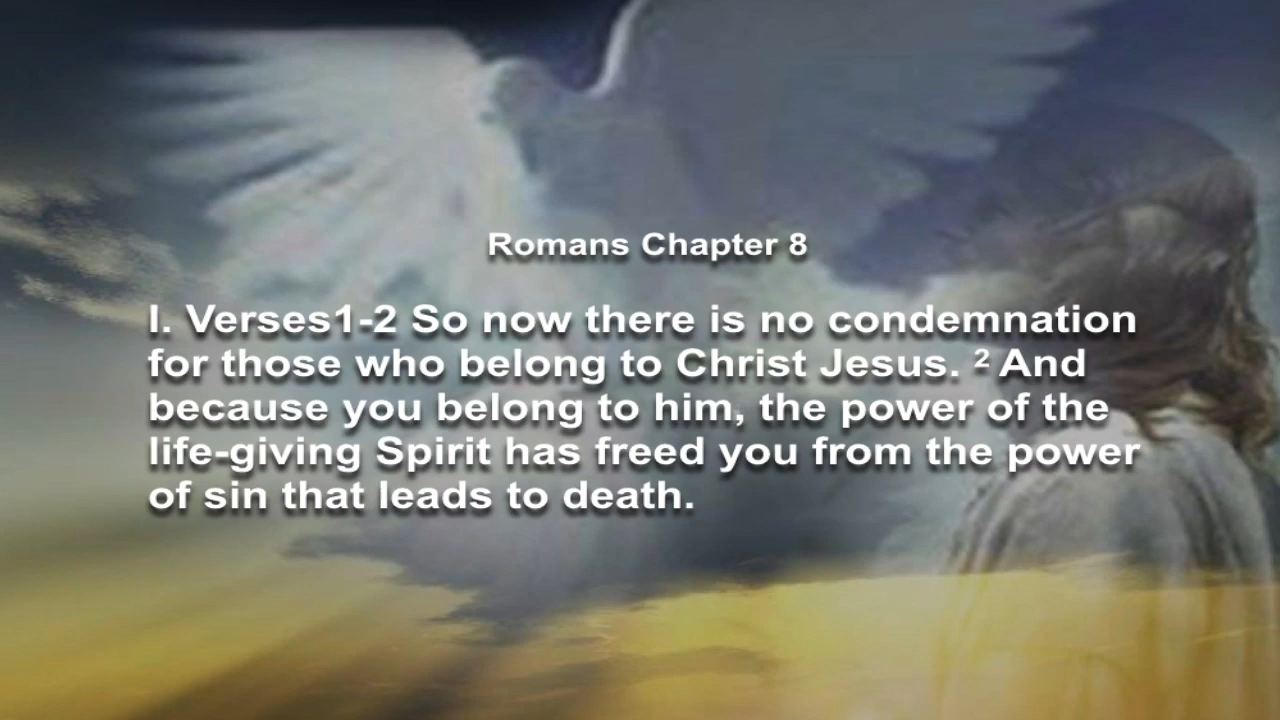 Romans Chapter 8
I. Verses1-2 So now there is no condemnation
for those who belong to Christ Jesus. ² And
because you belong to him, the power of the
life-giving Spirit has freed you from the power
of sin that leads to death.